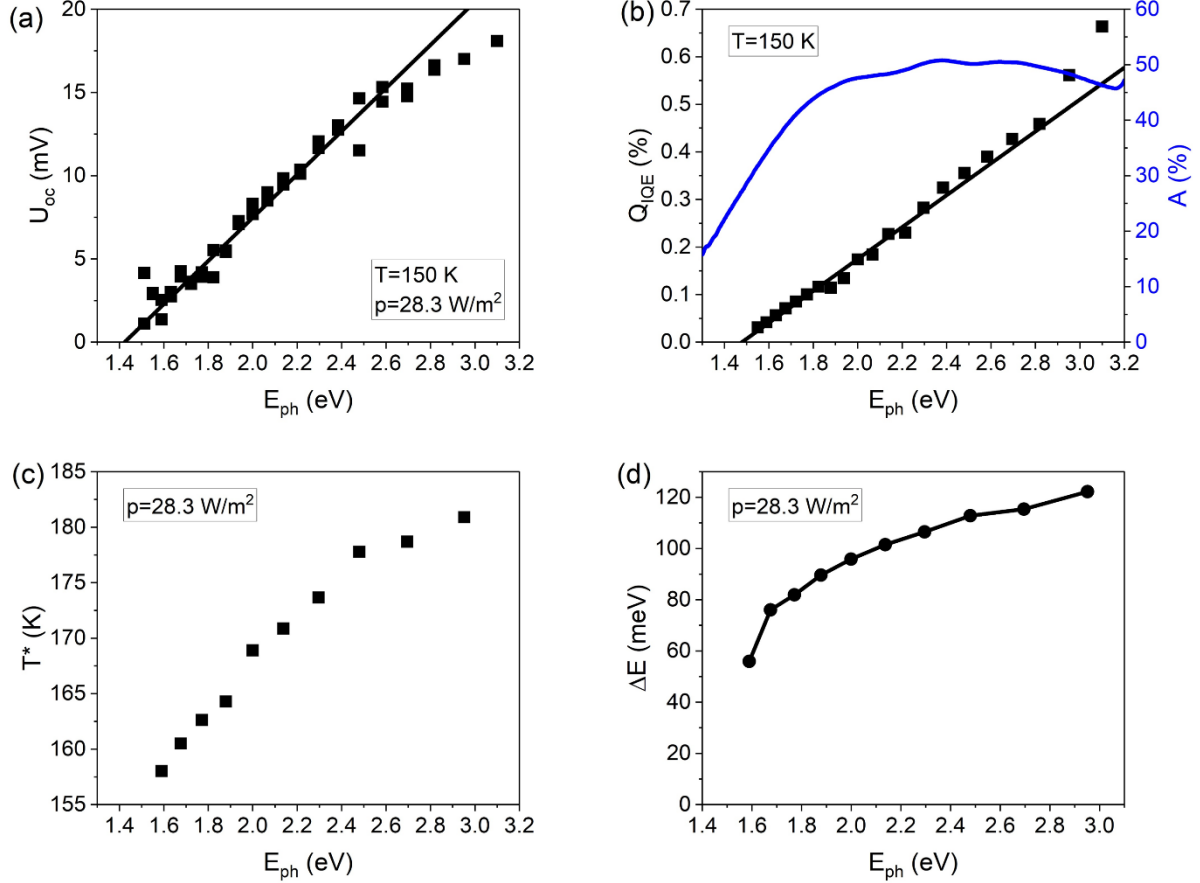 (a)
20
15
10
5
0
U_oc (mV)
T=150 K
p=28.3 W/m²
1.4 1.6 1.8 2.0 2.2 2.4 2.6 2.8 3.0 3.2
E_ph (eV)
(b)
0.7
0.6
0.5
0.4
0.3
0.2
0.1
0.0
Q_IQE (%)
T=150 K
60
50
40
30
20
10
0
A (%)
1.4 1.6 1.8 2.0 2.2 2.4 2.6 2.8 3.0 3.2
E_ph (eV)
(c)
185
180
175
170
165
160
155
T* (K)
p=28.3 W/m²
1.4 1.6 1.8 2.0 2.2 2.4 2.6 2.8 3.0 3.2
E_ph (eV)
(d)
120
100
80
60
40
20
0
ΔE (meV)
p=28.3 W/m²
1.4 1.6 1.8 2.0 2.2 2.4 2.6 2.8 3.0
E_ph (eV)